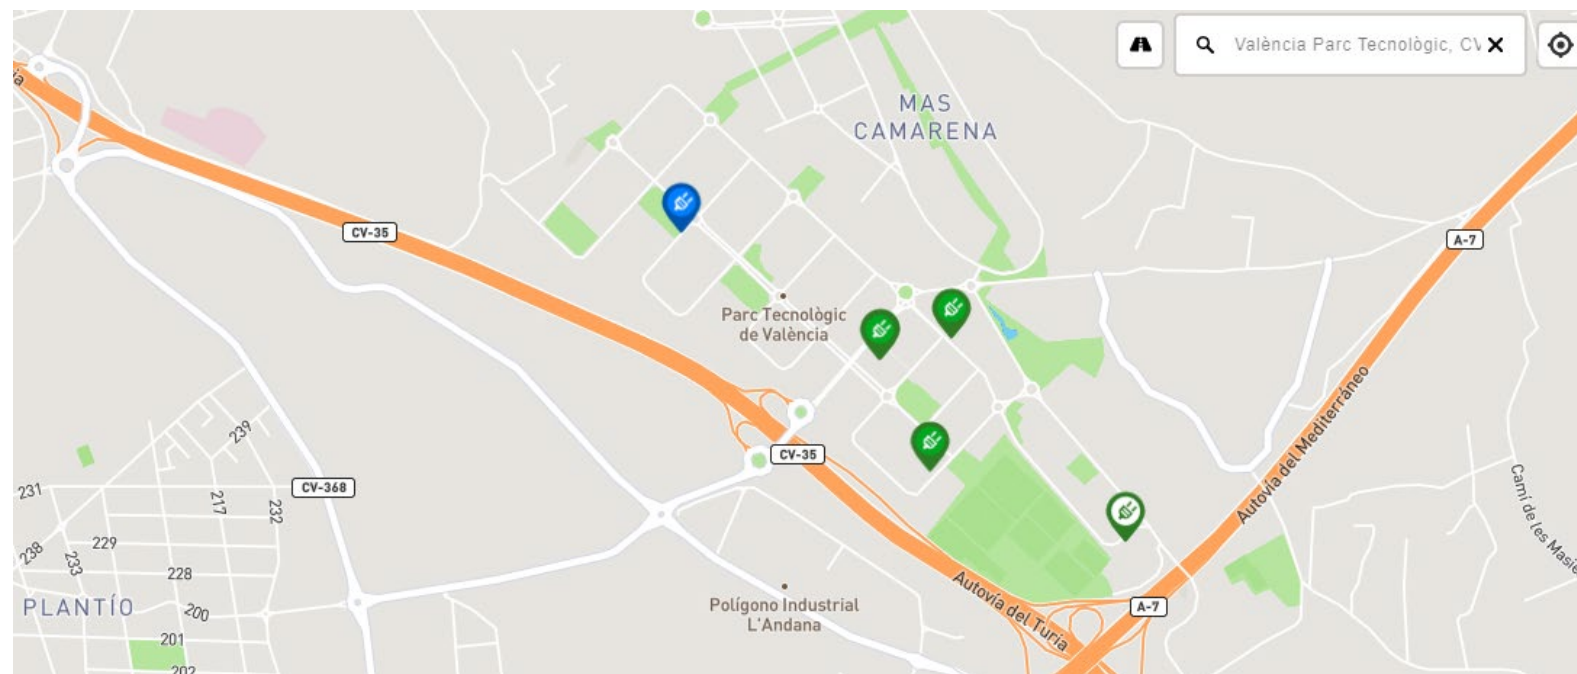 València Parc Tecnològic, CV
MAS
CAMARENA
CV-35
A-7
Parc Tecnològic
de València
Autovía del Mediterráneo
239
CV-35
231
CV-368
217
232
Camí de les Masie
229
238
233
228
Autovía del Turia
Polígono Industrial
L'Andana
PLANTÍO
200
A-7
201
202